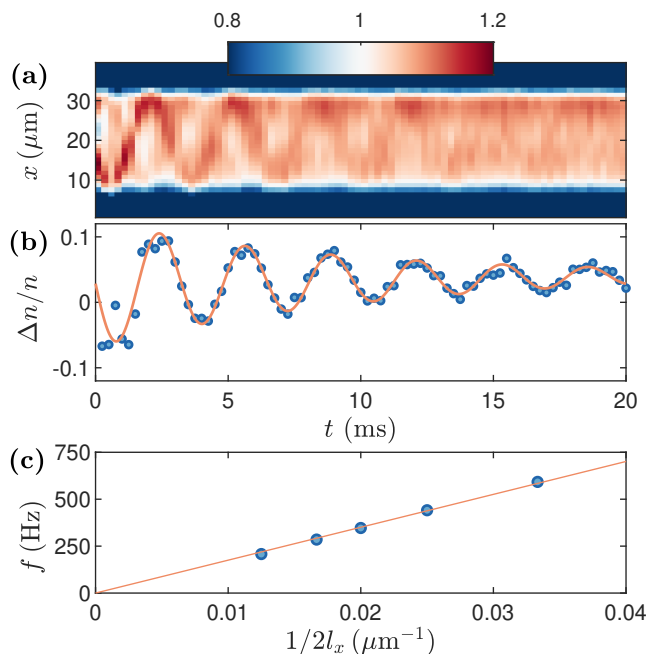 0.8 1 1.2
(a)
30
20
10
x (μm)
(b)
0.1
0
-0.1
Δn/n
0 5 10 15 20
t (ms)
(c)
750
500
250
0
f (Hz)
0 0.01 0.02 0.03 0.04
1/2lₓ (μm⁻¹)